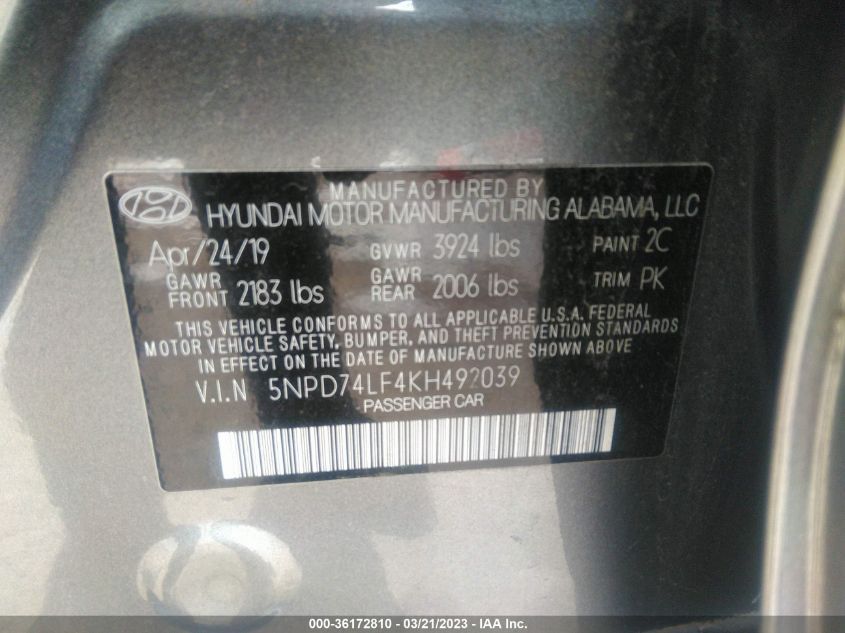 MANUFACTURED BY
HYUNDAI MOTOR MANUFACTURING ALABAMA, LLC
Apr/24/19 GVWR 3924 lbs PAINT 2C
GAWR FRONT 2183 lbs GAWR REAR 2006 lbs TRIM PK
THIS VEHICLE CONFORMS TO ALL APPLICABLE U.S.A. FEDERAL
MOTOR VEHICLE SAFETY, BUMPER, AND THEFT PREVENTION STANDARDS
IN EFFECT ON THE DATE OF MANUFACTURE SHOWN ABOVE
V.I.N 5NPD74LF4KH492039
PASSENGER CAR
000-36172810 | 03/21/2023 | IAA Inc.